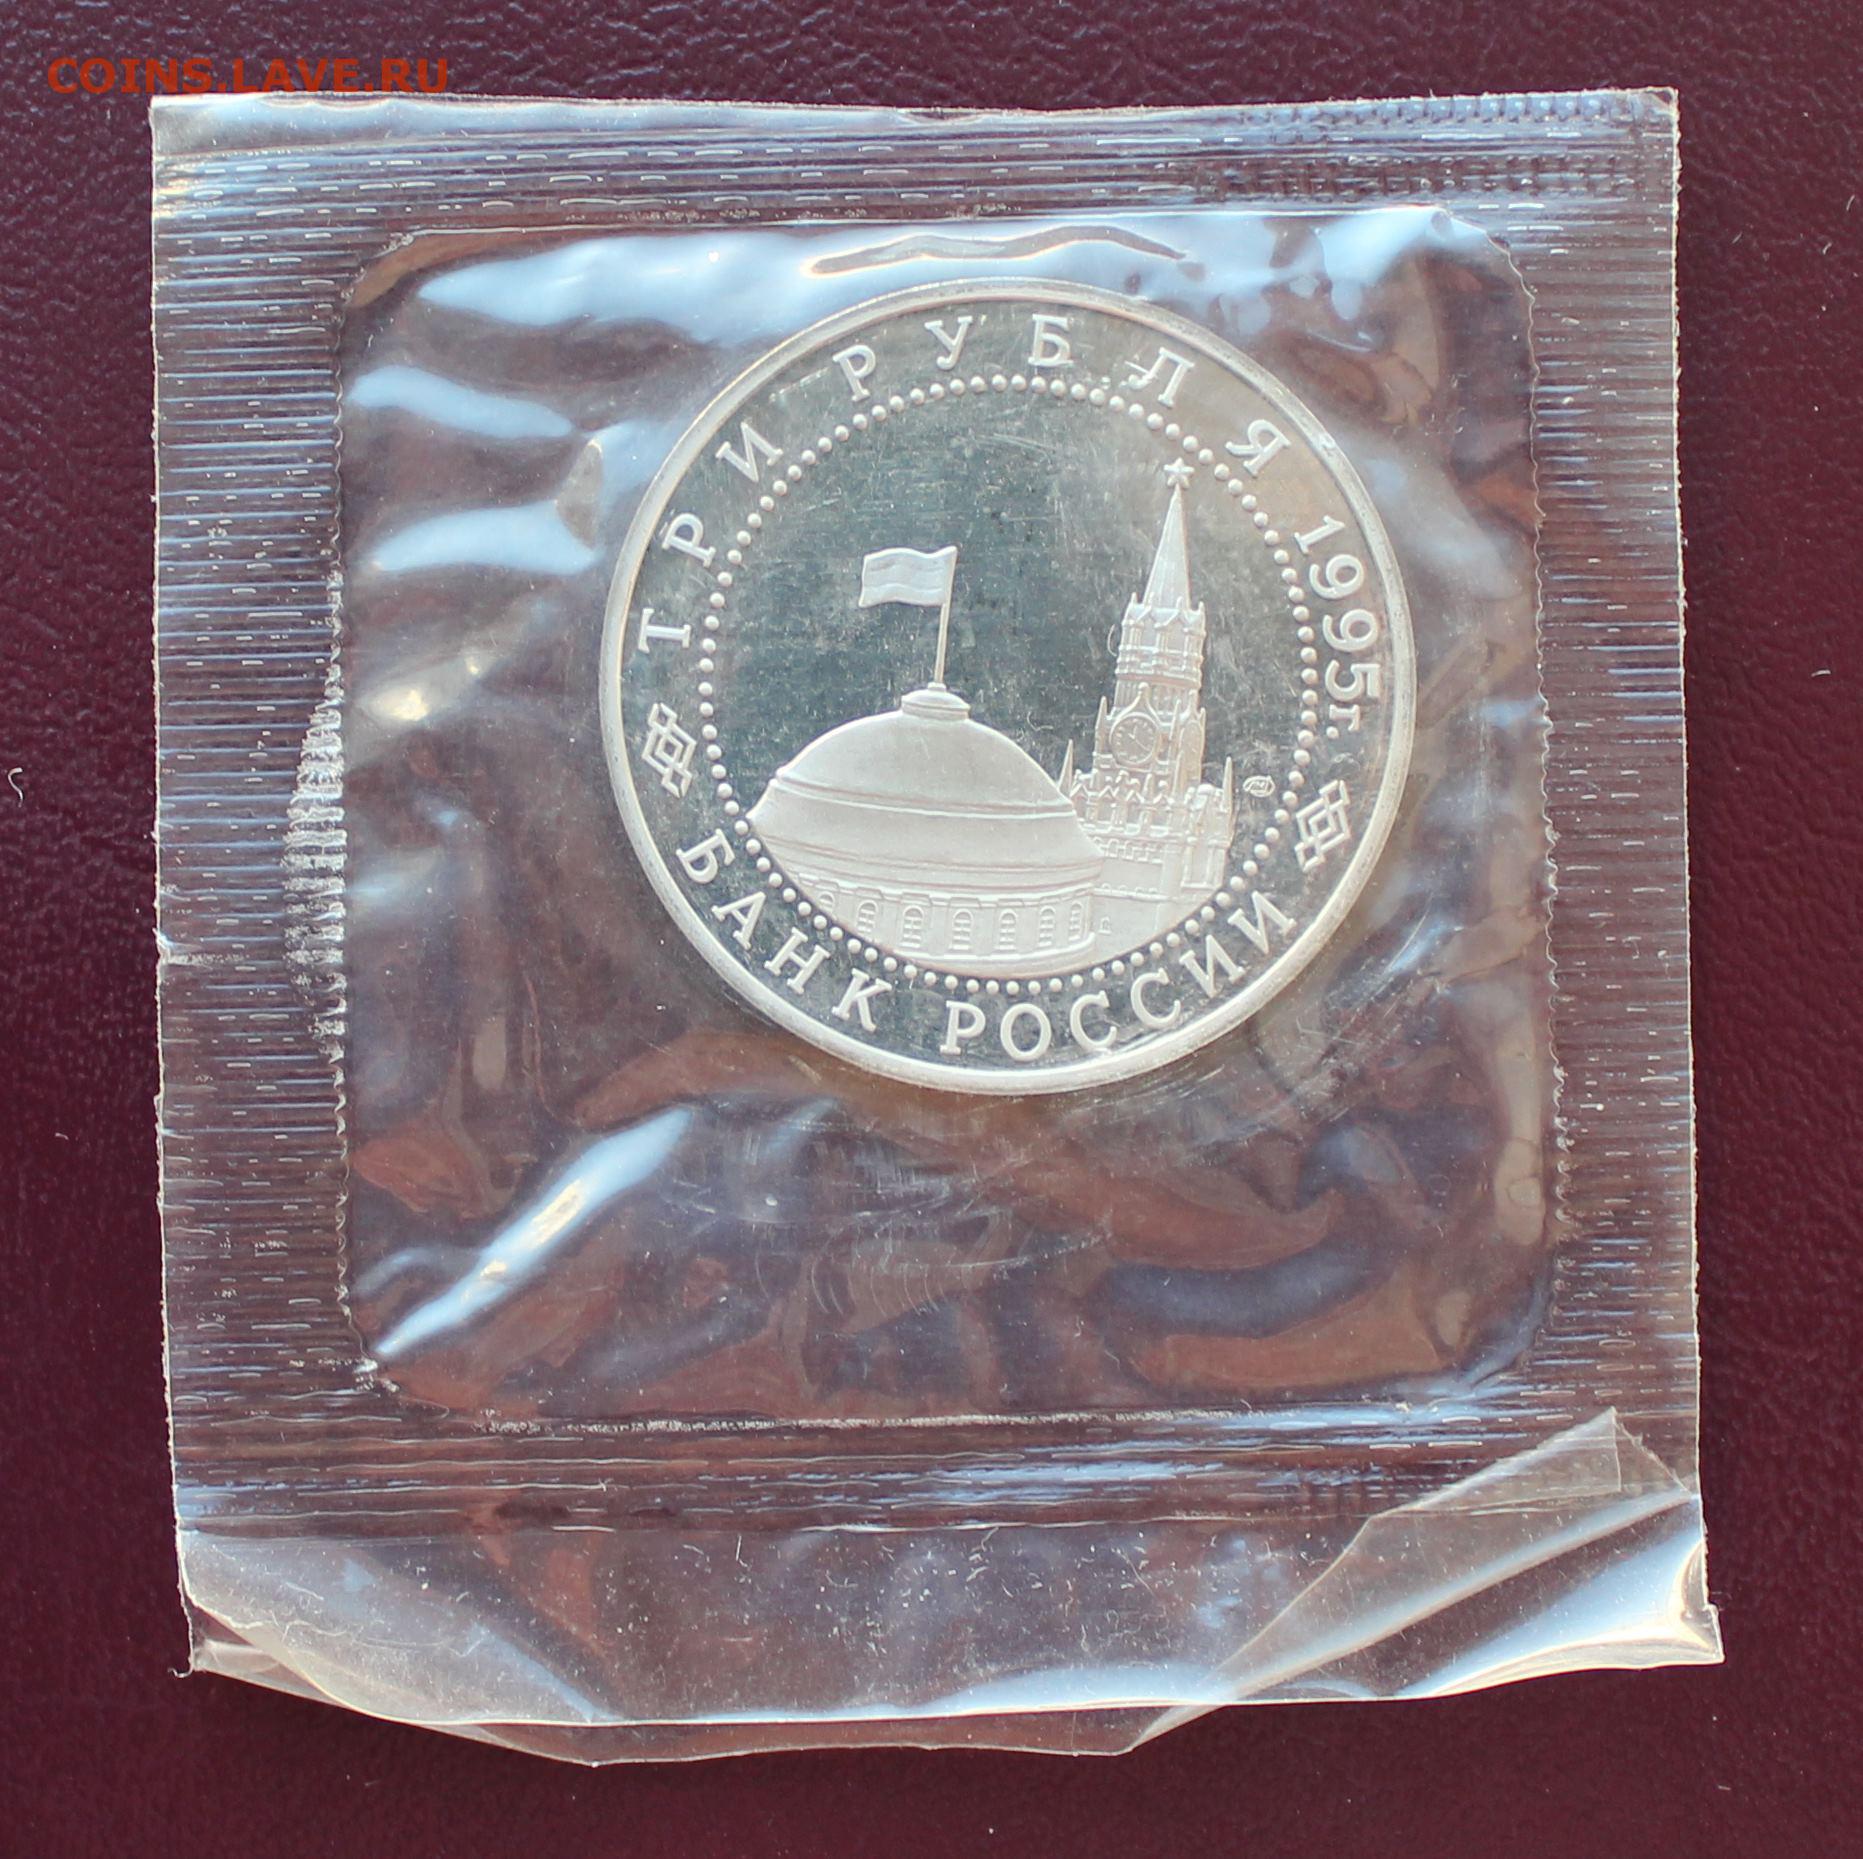 COINS.LAVE.RU
ТРИ РУБЛЯ 1995г.
БАНК РОССИИ